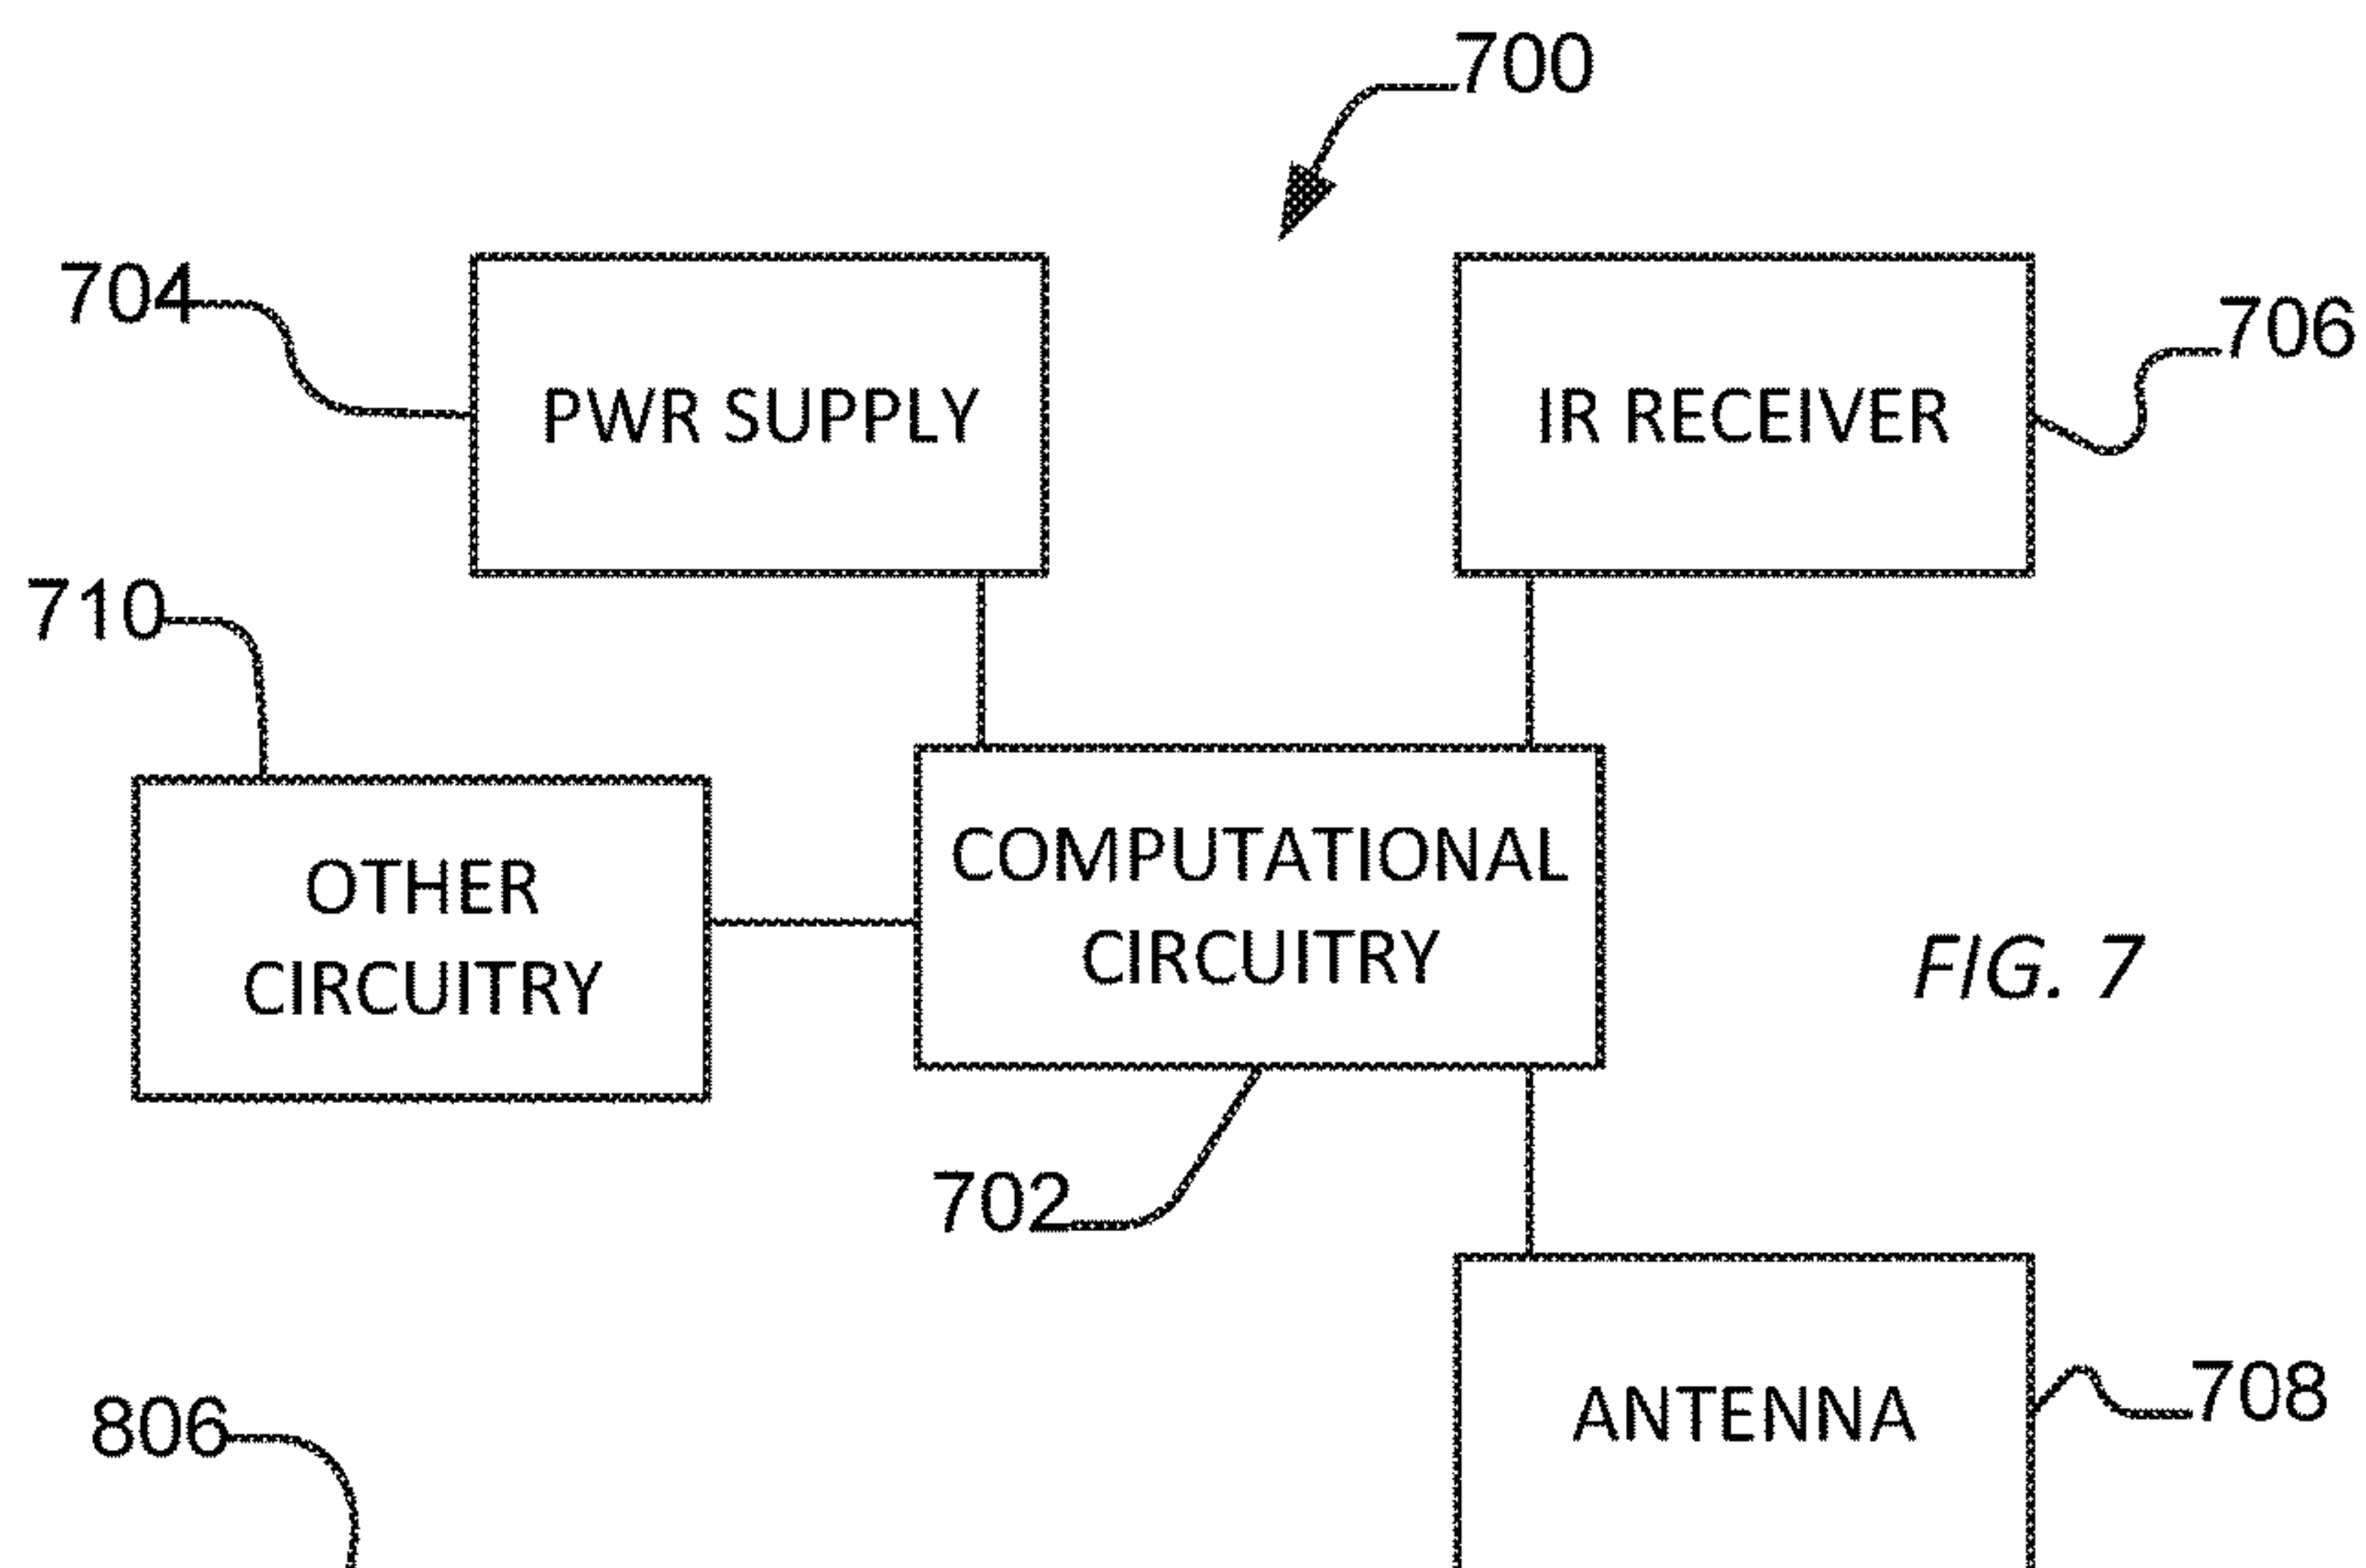 700
704
PWR SUPPLY
IR RECEIVER
706
710
OTHER
CIRCUITRY
COMPUTATIONAL
CIRCUITRY
FIG. 7
702
806
ANTENNA
708